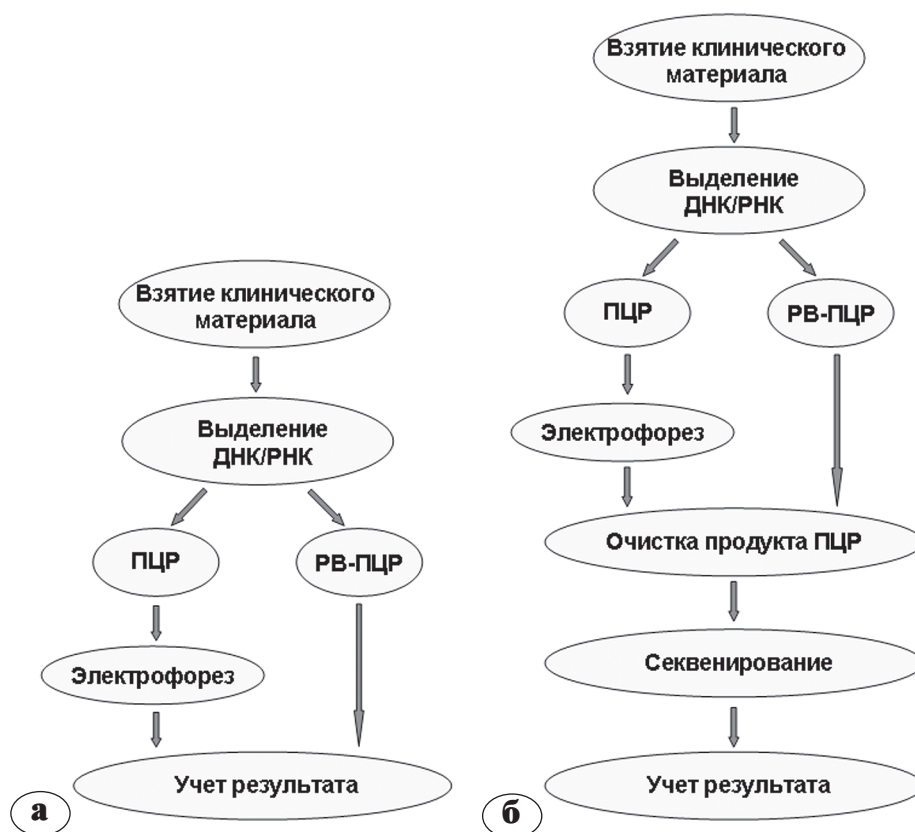 Взятие клинического
материала
Выделение
ДНК/РНК
ПЦР
РВ-ПЦР
Электрофорез
Учет результата
а
Взятие клинического
материала
Выделение
ДНК/РНК
ПЦР
РВ-ПЦР
Электрофорез
Очистка продукта ПЦР
Секвенирование
Учет результата
б